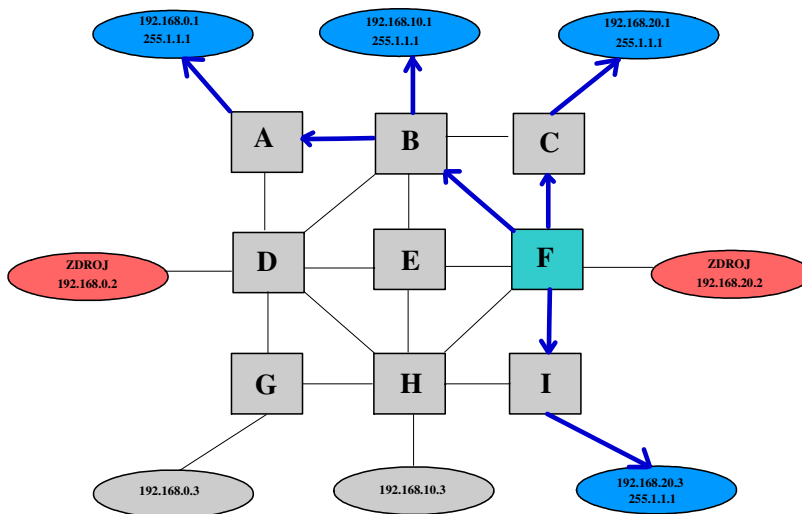 192.168.0.1
255.1.1.1
192.168.10.1
255.1.1.1
192.168.20.1
255.1.1.1
A
B
C
ZDROJ
192.168.0.2
D
E
F
ZDROJ
192.168.20.2
G
H
I
192.168.0.3
192.168.10.3
192.168.20.3
255.1.1.1